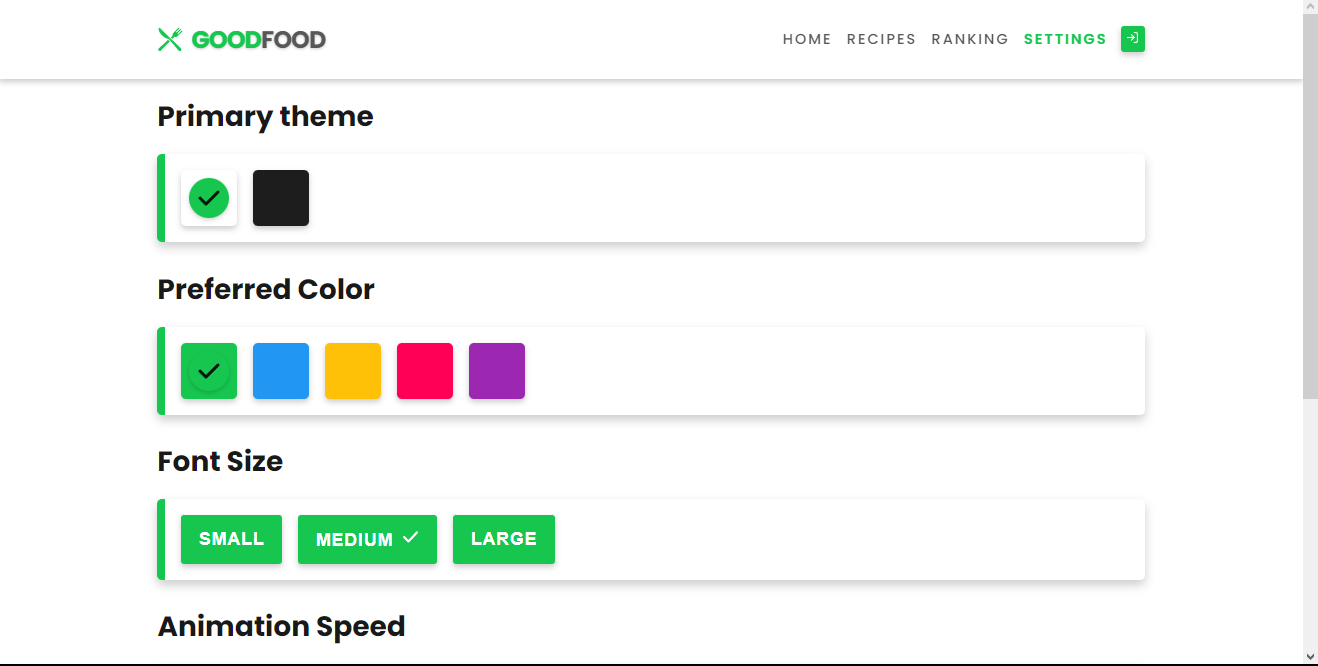 GOODFOOD
HOME RECIPES RANKING SETTINGS
Primary theme
Preferred Color
Font Size
SMALL MEDIUM LARGE
Animation Speed